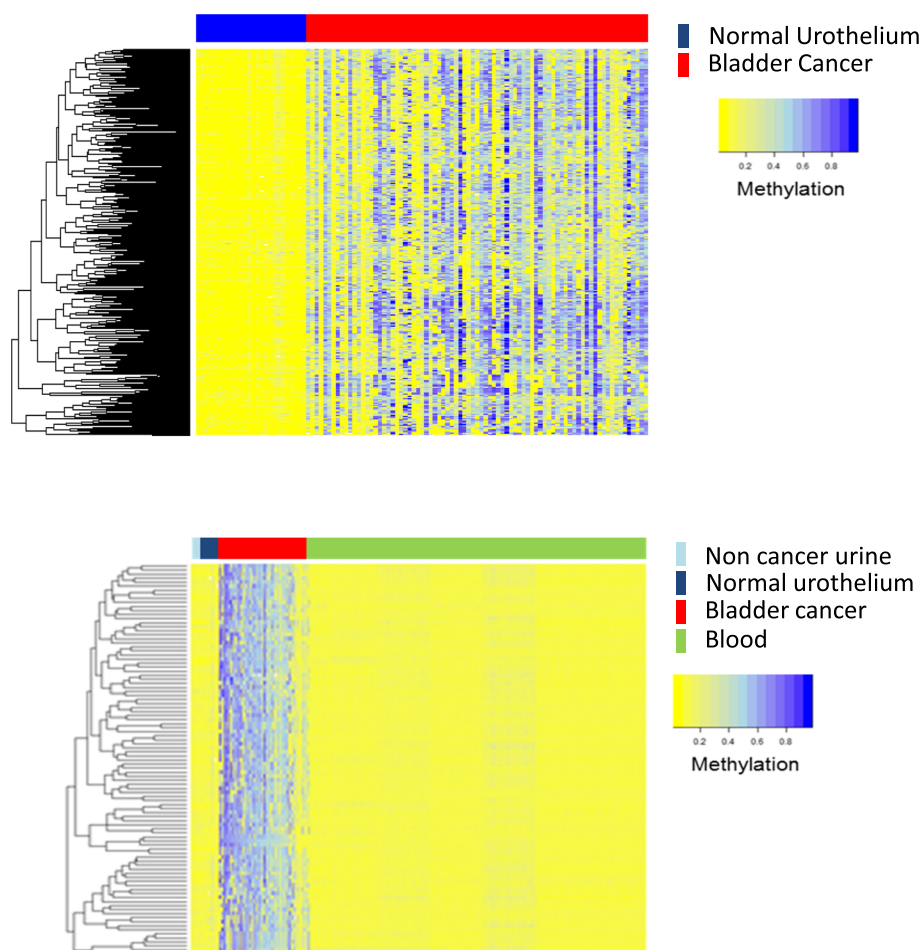 Normal Urothelium
Bladder Cancer
0.2 0.4 0.6 0.8
Methylation
Non cancer urine
Normal urothelium
Bladder cancer
Blood
0.2 0.4 0.6 0.8
Methylation